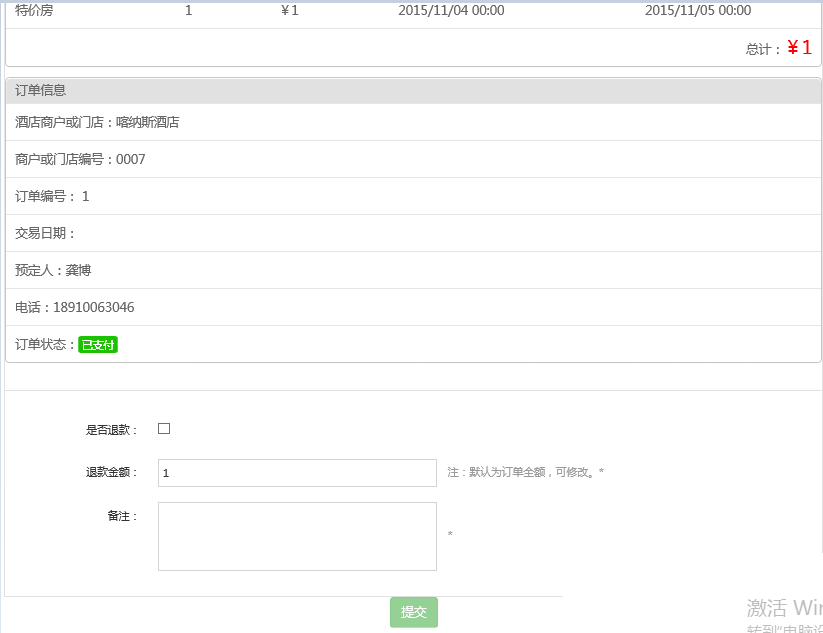 特价房 1 ￥1 2015/11/04 00:00 2015/11/05 00:00
总计：￥1
订单信息
酒店商户或门店：喀纳斯酒店
商户或门店编号：0007
订单编号： 1
交易日期：
预定人：龚博
电话：18910063046
订单状态：已支付
是否退款：
退款金额： 1 注：默认为订单全额，可修改。*
备注： *
提交
激活 Win
转到"电脑设